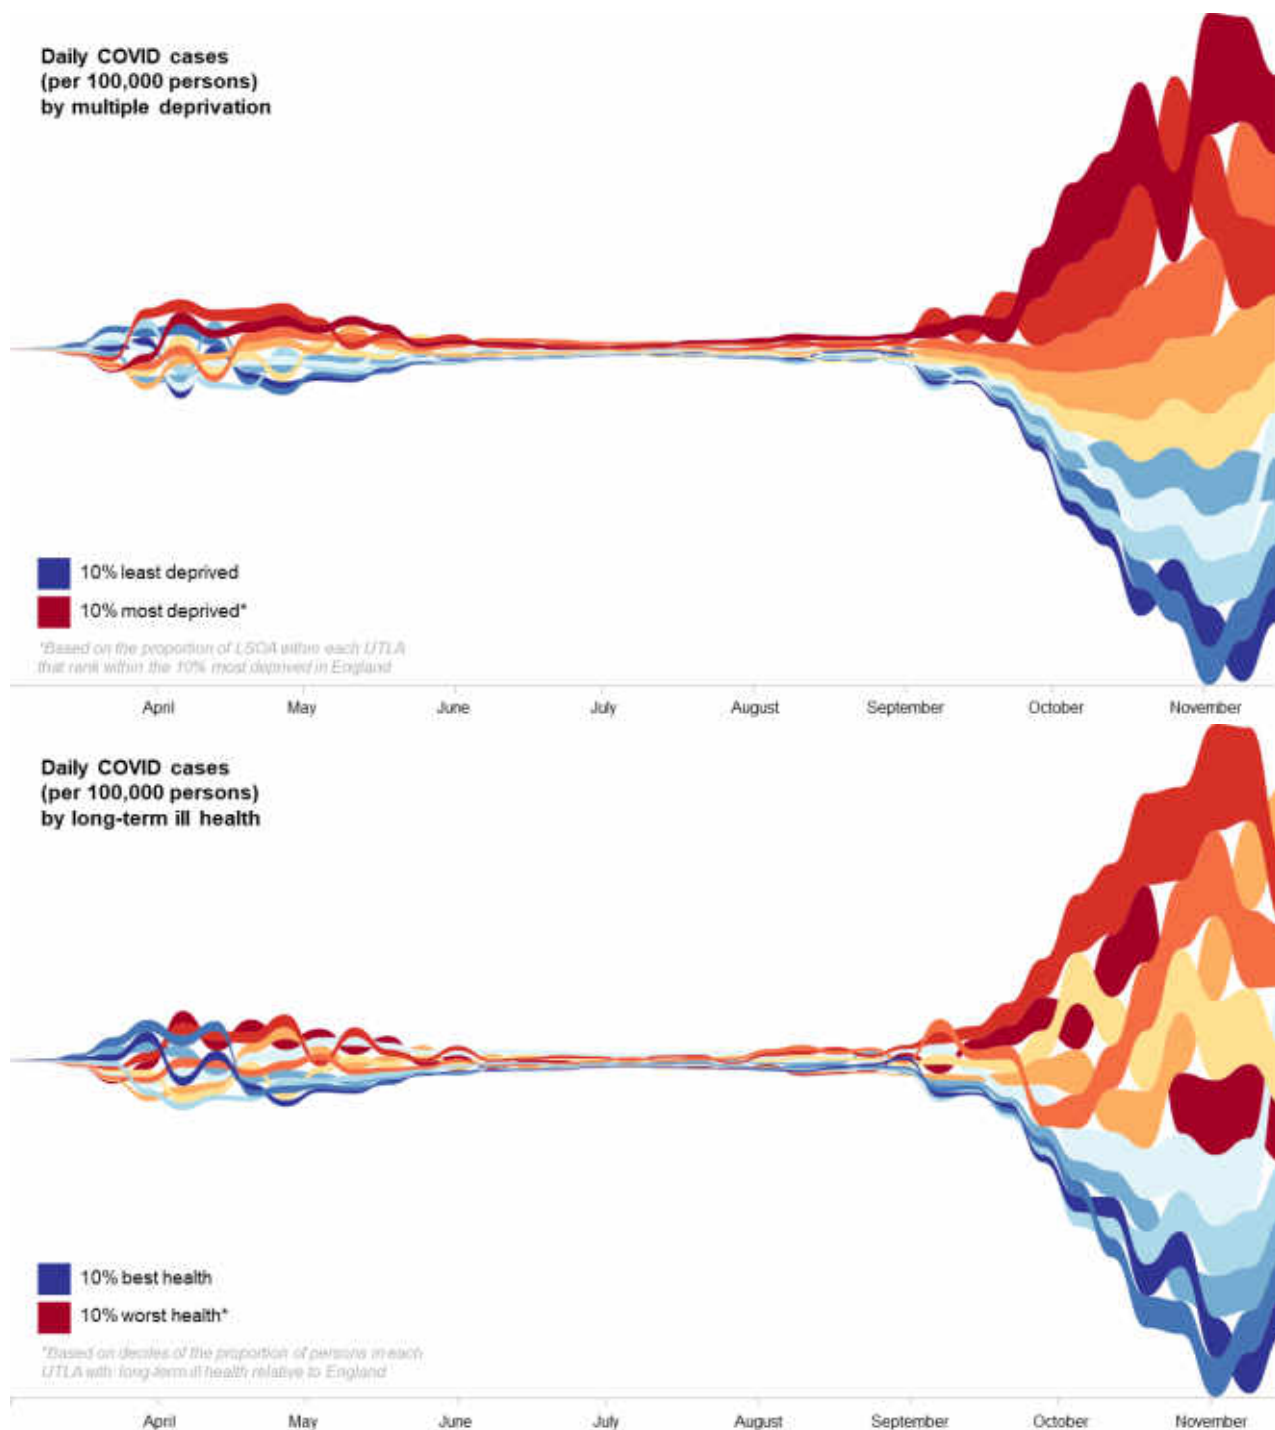 Daily COVID cases
(per 100,000 persons)
by multiple deprivation
10% least deprived
10% most deprived*
*Based on the proportion of LSOA within each UTLA
that rank within the 10% most deprived in England
April May June July August September October November
Daily COVID cases
(per 100,000 persons)
by long-term ill health
10% best health
10% worst health*
*Based on deciles of the proportion of persons in each
UTLA with long-term ill health relative to England
April May June July August September October November